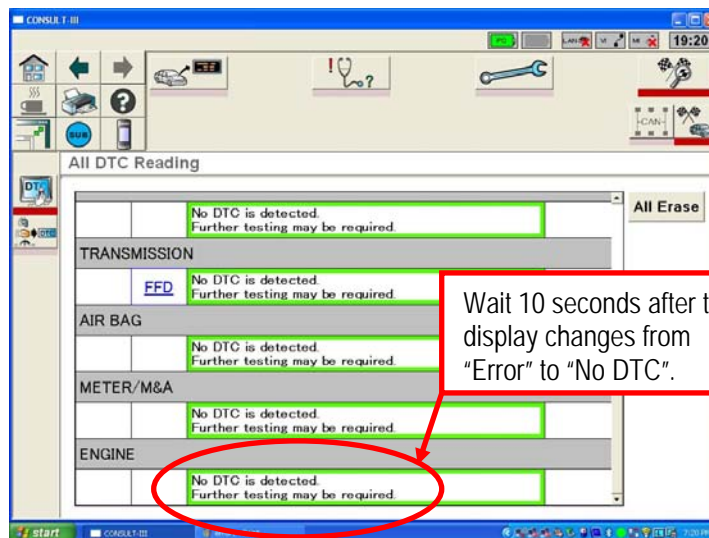 CONSULT-III
19:20
SUB
CAN
All DTC Reading
DTC
All Erase
No DTC is detected.
Further testing may be required.
TRANSMISSION
FFD
No DTC is detected.
Further testing may be required.
AIR BAG
No DTC is detected.
Further testing may be required.
METER/M&A
No DTC is detected.
Further testing may be required.
ENGINE
No DTC is detected.
Further testing may be required.
Wait 10 seconds after t
display changes from
“Error” to “No DTC”.
start
CONSULT-III